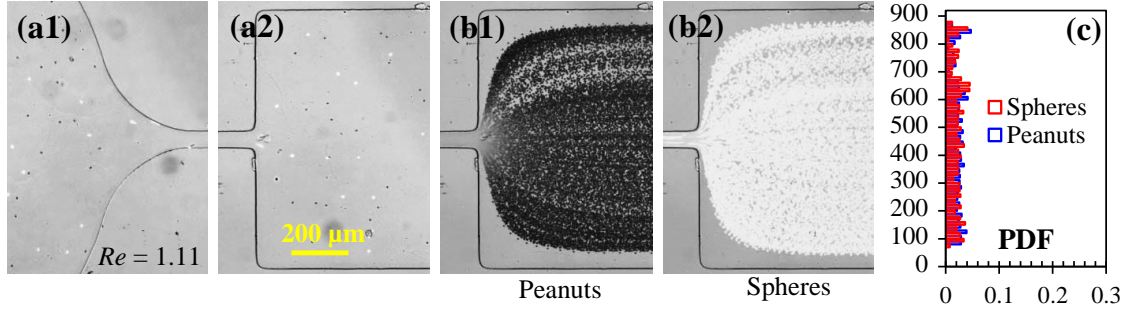 (a1)
(a2)
(b1)
(b2)
(c)
Re = 1.11
200 μm
Peanuts
Spheres
900
800
700
600
500
400
300
200
100
0
Spheres
Peanuts
PDF
0
0.1
0.2
0.3